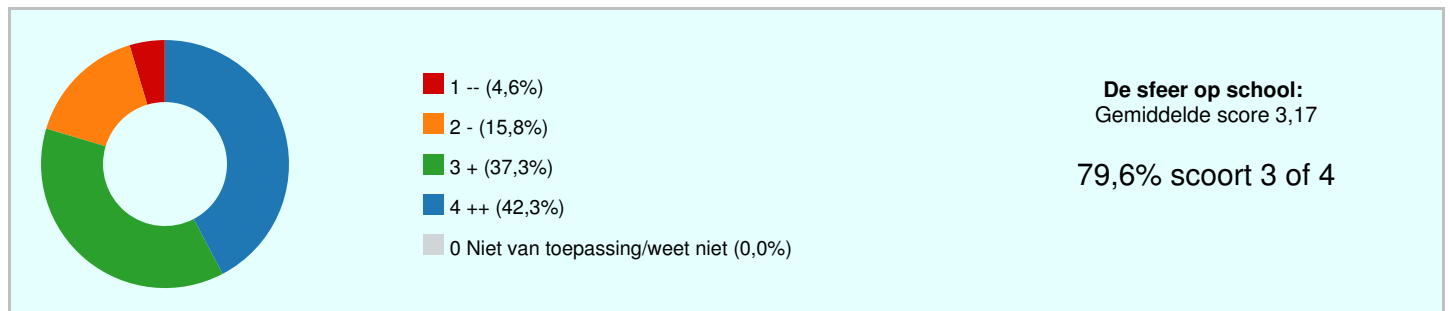 1 -- (4,6%)
2 - (15,8%)
3 + (37,3%)
4 ++ (42,3%)
0 Niet van toepassing/weet niet (0,0%)
De sfeer op school:
Gemiddelde score 3,17
79,6% scoort 3 of 4